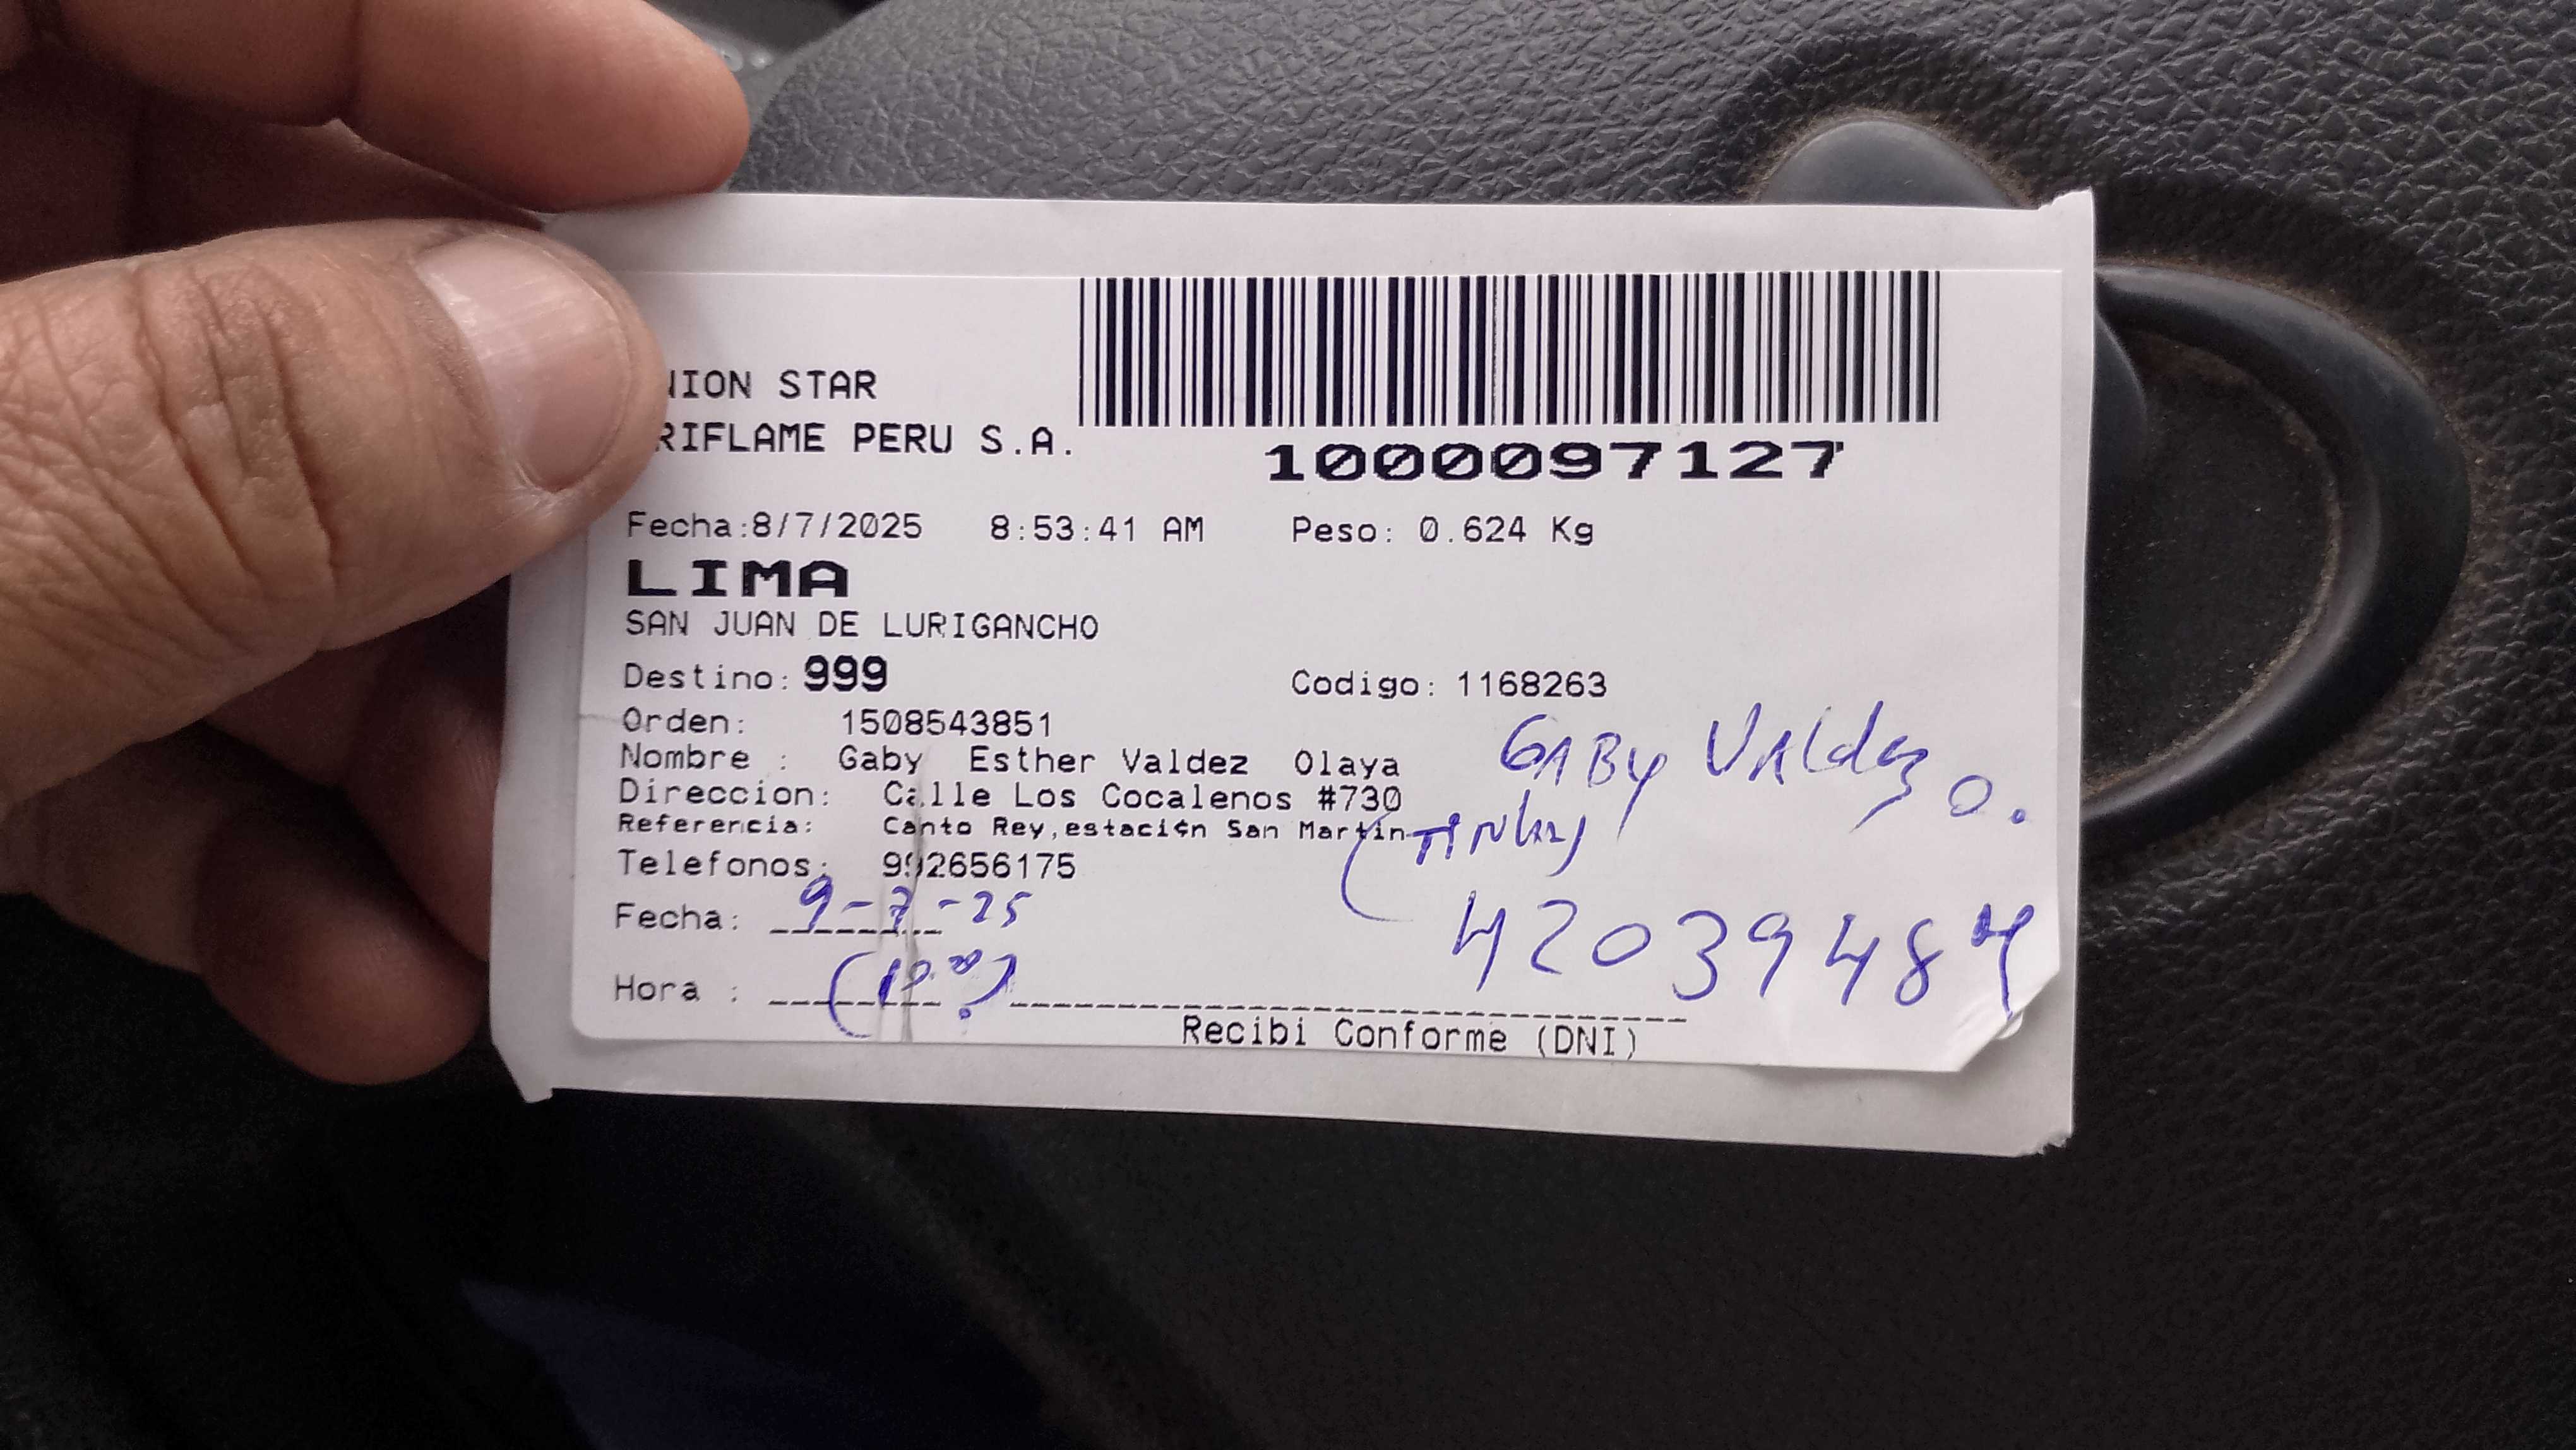 NION STAR
RIFLAME PERU S.A.
1000097127
Fecha:8/7/2025 8:53:41 AM Peso: 0.624 Kg
LIMA
SAN JUAN DE LURIGANCHO
Destino: 999 Codigo: 1168263
Orden: 1508543851
Nombre : Gaby Esther Valdez Olaya
GABY VALdez O.
Direccion: Calle Los Cocalenos #730
Referencia: Canto Rey,estación San Martin
Telefonos: 992656175
Fecha: 9-7-25
42039484
Hora :
Recibi Conforme (DNI)